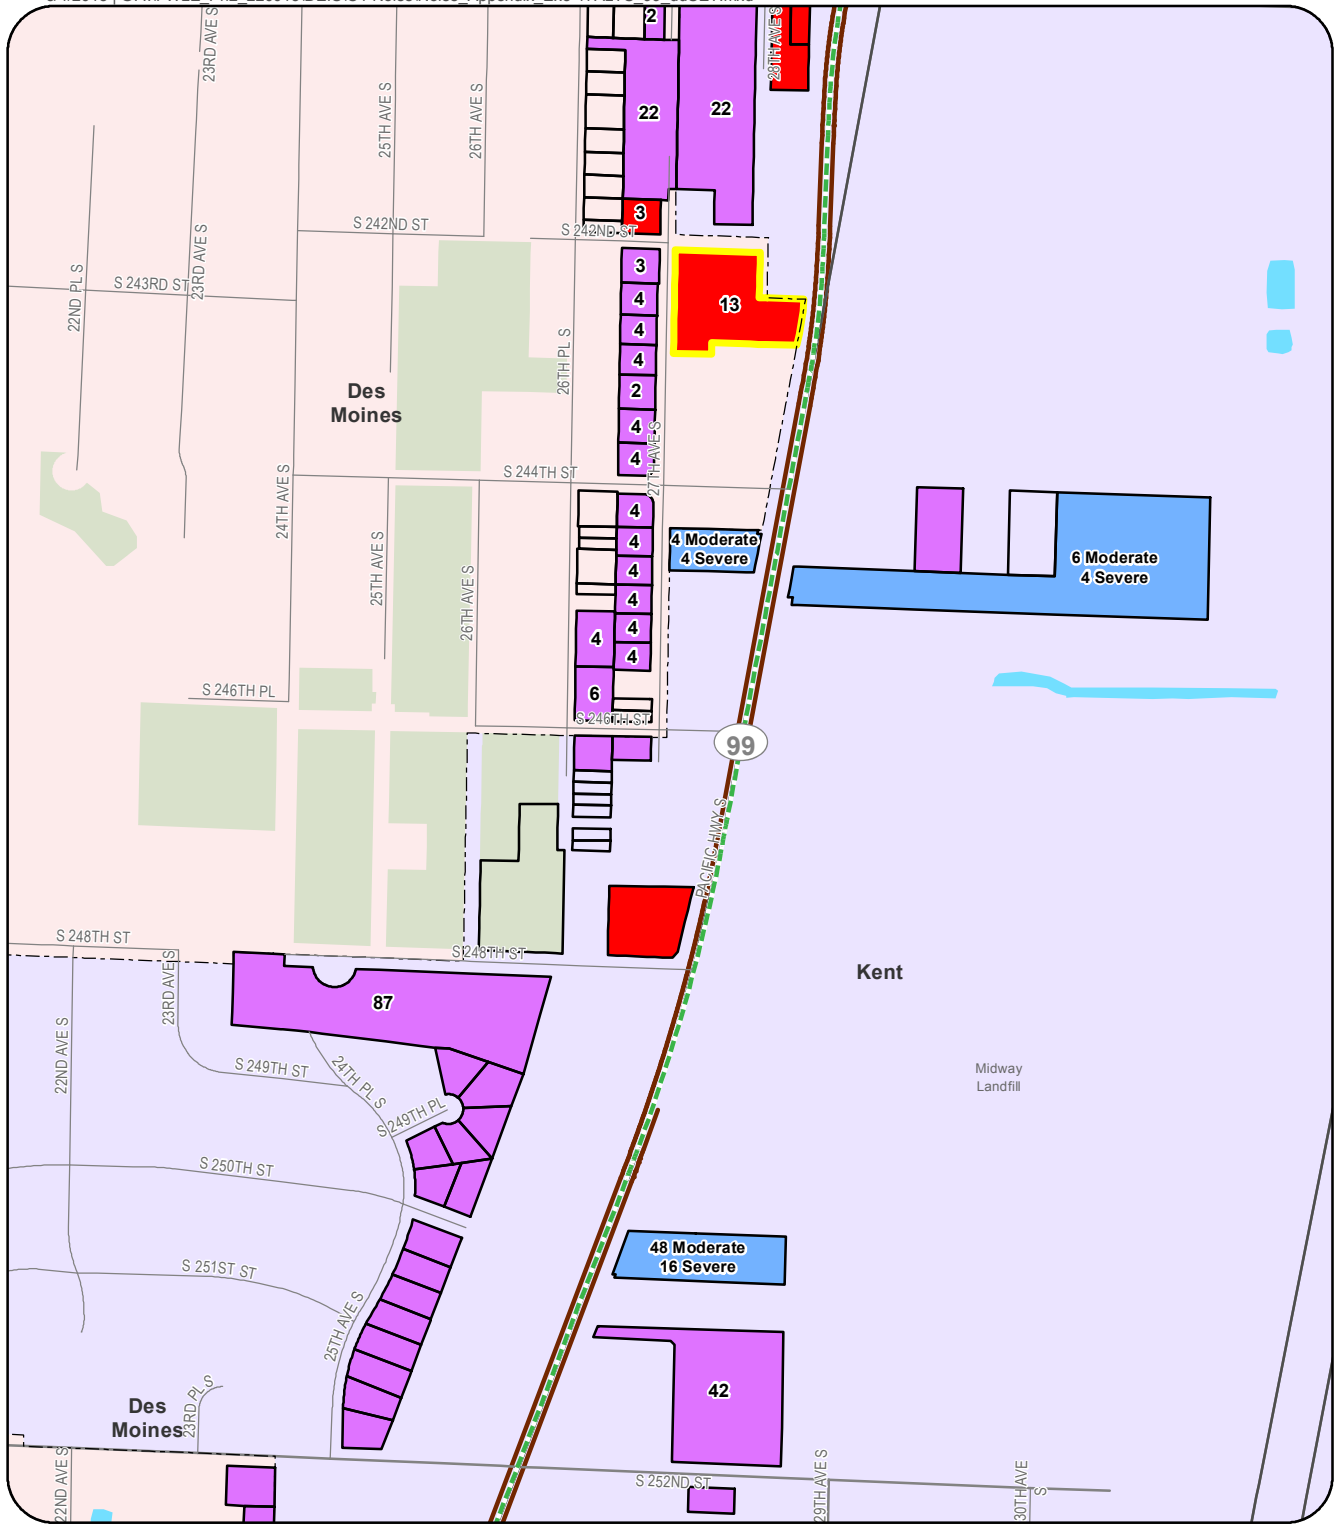 2
23RD AVE S
28TH AVE S
25TH AVE S
26TH AVE S
22
22
3
S 242ND ST
S 242ND ST
23RD AVE S
22ND PL S
S 243RD ST
3
4
4
4
2
4
4
13
26TH PL S
Des
Moines
27TH AVE S
24TH AVE S
S 244TH ST
4
4
4
4
4
4
4
6
4 Moderate
4 Severe
6 Moderate
4 Severe
25TH AVE S
26TH AVE S
S 246TH PL
S 246TH ST
99
PACIFIC HWY S
S 248TH ST
S 248TH ST
23RD AVE S
87
Kent
22ND AVE S
S 249TH ST
24TH PL S
S 249TH PL
Midway
Landfill
S 250TH ST
S 251ST ST
25TH AVE S
48 Moderate
16 Severe
42
Des
Moines
23RD PL S
22ND AVE S
S 252ND ST
29TH AVE S
30TH AVE
S